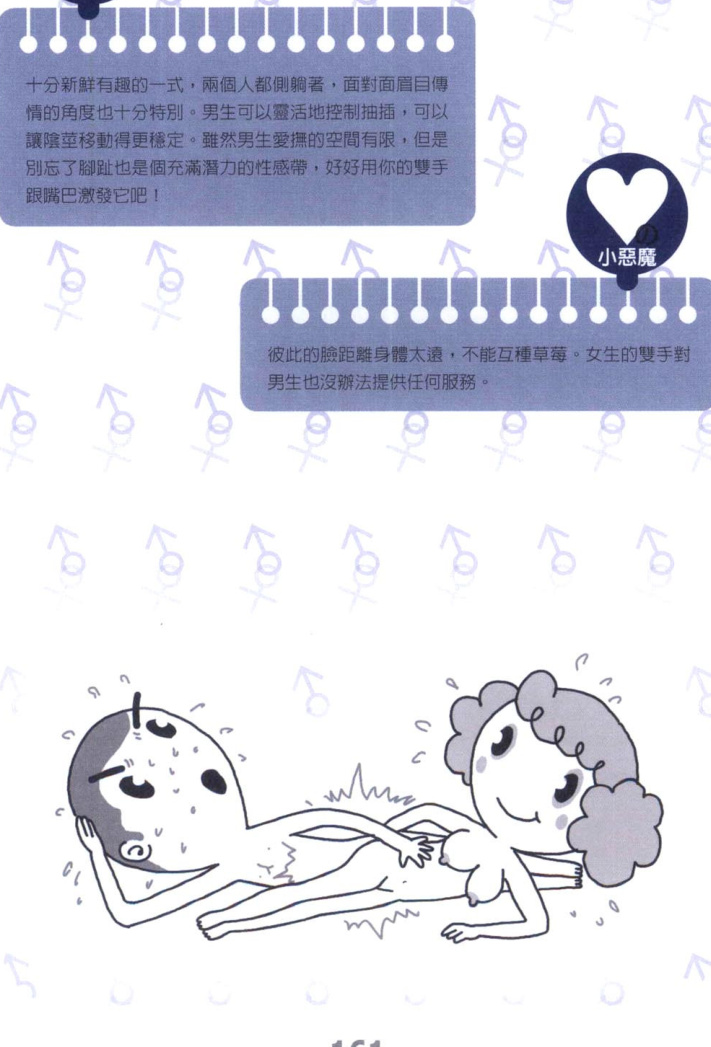 十分新鮮有趣的一式，兩個人都側躺著，面對面眉目傳
情的角度也十分特別。男生可以靈活地控制抽插，可以
讓陰莖移動得更穩定。雖然男生愛撫的空間有限，但是
別忘了腳趾也是個充滿潛力的性感帶，好好用你的雙手
跟嘴巴激發它吧！
の
小惡魔
彼此的臉距離身體太遠，不能互種草莓。女生的雙手對
男生也沒辦法提供任何服務。
161